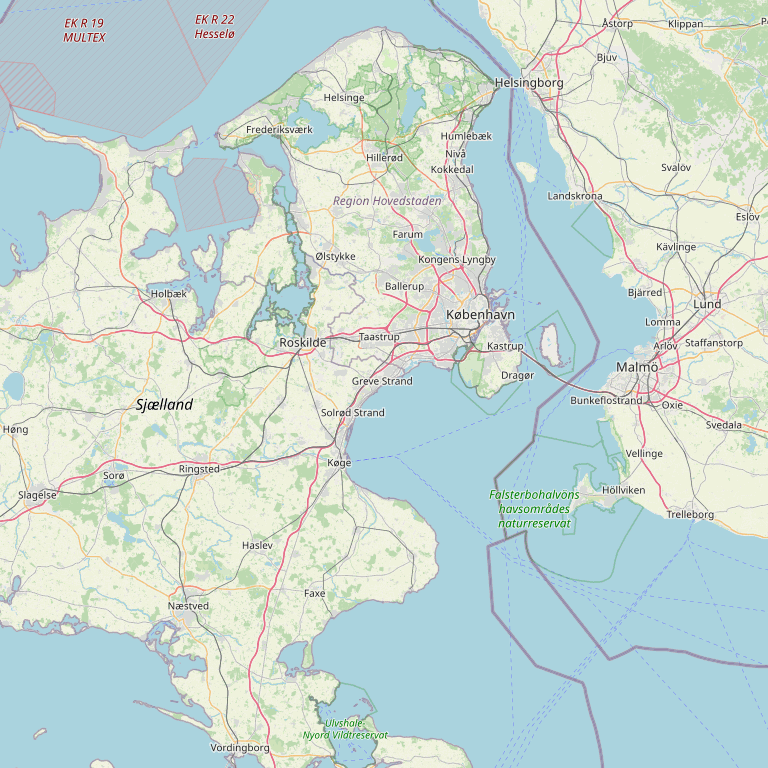 EK R 19
MULTEX
EK R 22
Hesselø
Åstorp
Klippan
Bjuv
Helsingborg
Helsinge
Frederiksværk
Humlebæk
Nivå
Hillerød
Kokkedal
Svalöv
Landskrona
Region Hovedstaden
Eslöv
Farum
Kävlinge
Ølstykke
Kongens Lyngby
Ballerup
Holbæk
Bjärred
Lund
København
Lomma
Roskilde
Taastrup
Kastrup
Arlöv
Staffanstorp
Malmö
Dragør
Greve Strand
Sjælland
Bunkeflostrand
Oxie
Solrød Strand
Svedala
Høng
Vellinge
Køge
Sorø
Ringsted
Slagelse
Höllviken
Falsterbohalvöns
havsområdes
naturreservat
Trelleborg
Haslev
Faxe
Næstved
Ulvshale-
Nyord Vildtreservat
Vordingborg